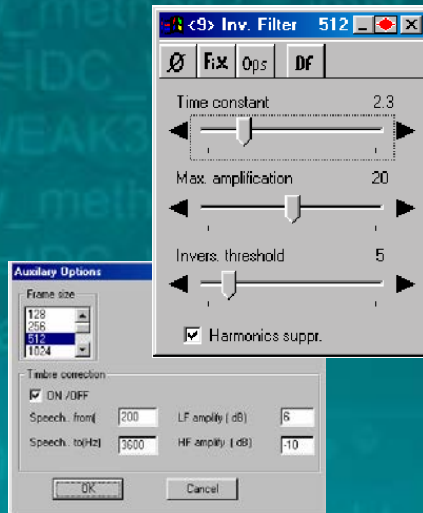 <9> Inv. Filter 512
Ø Fix Ops DF
Time constant 2.3
Max. amplification 20
Invers. threshold 5
Harmonics suppr.
Auxilary Options
Frame size
128
256
512
1024
Timbre correction
ON /OFF
Speech.. from( 200 LF amplify ( dB) 6
Speech.. to(Hz) 3600 HF amplify ( dB) -10
OK Cancel